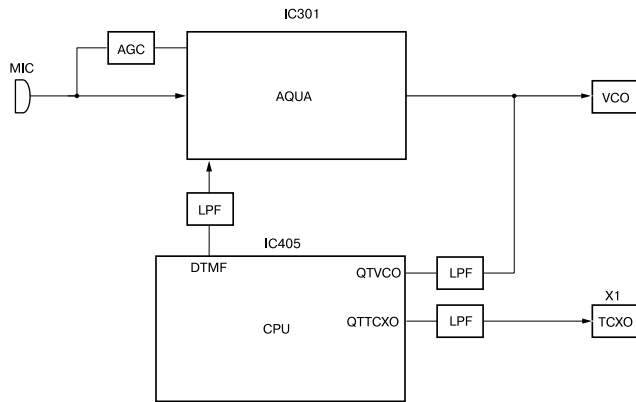 IC301
AGC
MIC
AQUA
VCO
LPF
IC405
DTMF
QTVCO
LPF
X1
QTTCXO
LPF
TCXO
CPU